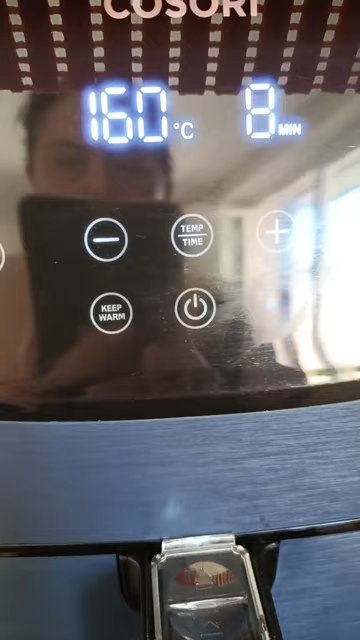 COSORI
160 °C 8 MIN
− TEMP +
TIME
KEEP
WARM